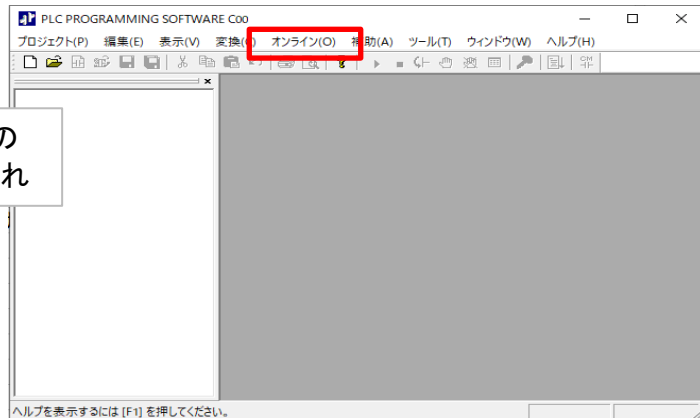 PLC PROGRAMMING SOFTWARE C00
プロジェクト(P) 編集(E) 表示(V) 変換(C) オンライン(O) 補助(A) ツール(T) ウィンドウ(W) ヘルプ(H)
の
れ
ヘルプを表示するには [F1] を押してください。